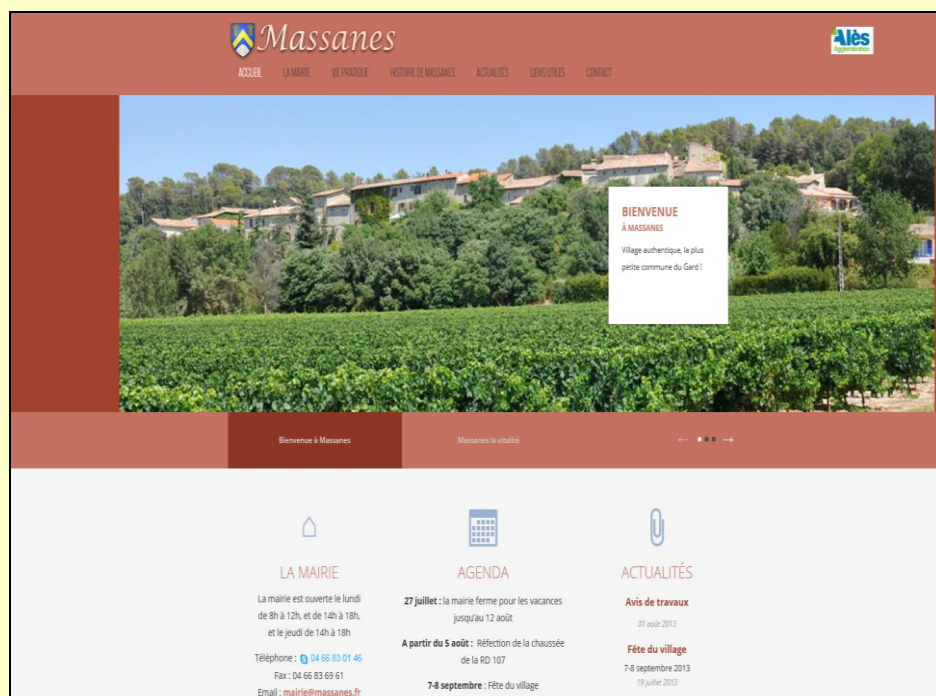 Massanes
Alès
Agglomération
ACCUEIL LA MAIRIE VIE PRATIQUE HISTOIRE DE MASSANES ACTUALITÉS LIENS UTILES CONTACT
BIENVENUE
À MASSANES
Village authentique, la plus
petite commune du Gard !
Bienvenue à Massanes
Massanes la vitalité
LA MAIRIE
La mairie est ouverte le lundi
de 8h à 12h, et de 14h à 18h,
et le jeudi de 14h à 18h
Téléphone : 04 66 83 01 46
Fax : 04 66 83 69 61
Email : mairie@massanes.fr
AGENDA
27 juillet : la mairie ferme pour les vacances
jusqu'au 12 août
A partir du 5 août : Réfection de la chaussée
de la RD 107
7-8 septembre : Fête du village
ACTUALITÉS
Avis de travaux
01 août 2013
Fête du village
7-8 septembre 2013
19 juillet 2013